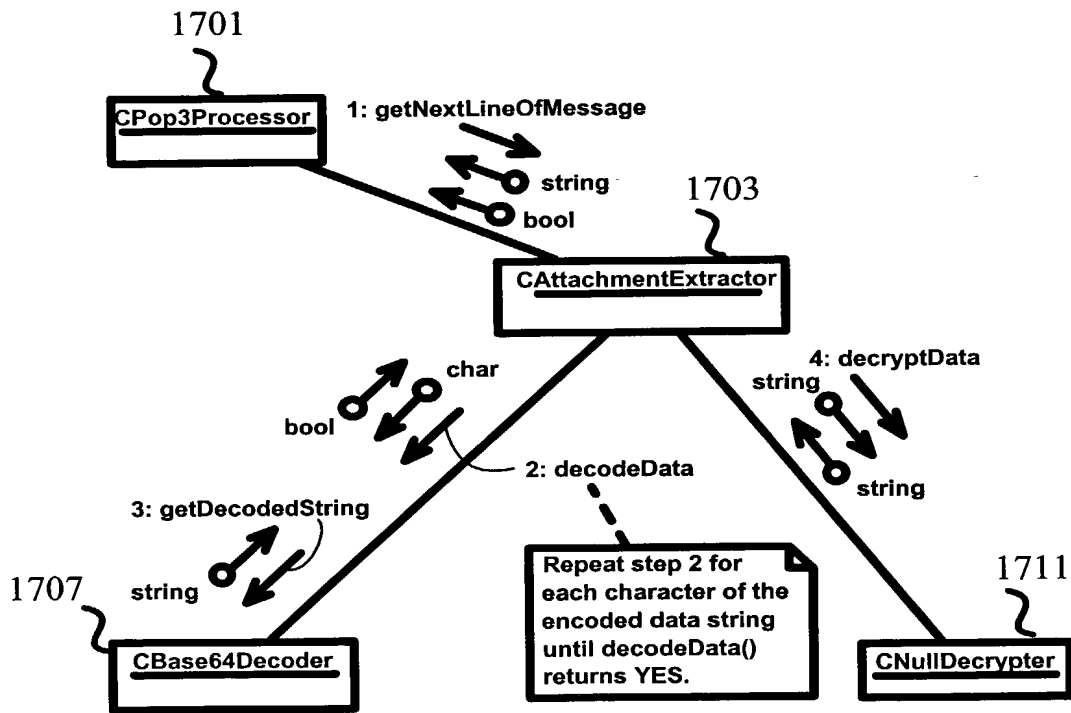 1701
CPop3Processor
1: getNextLineOfMessage
string
bool
1703
CAttachmentExtractor
char
bool
4: decryptData
string
string
2: decodeData
3: getDecodedString
string
Repeat step 2 for
each character of the
encoded data string
until decodeData()
returns YES.
1707
CBase64Decoder
1711
CNullDecrypter